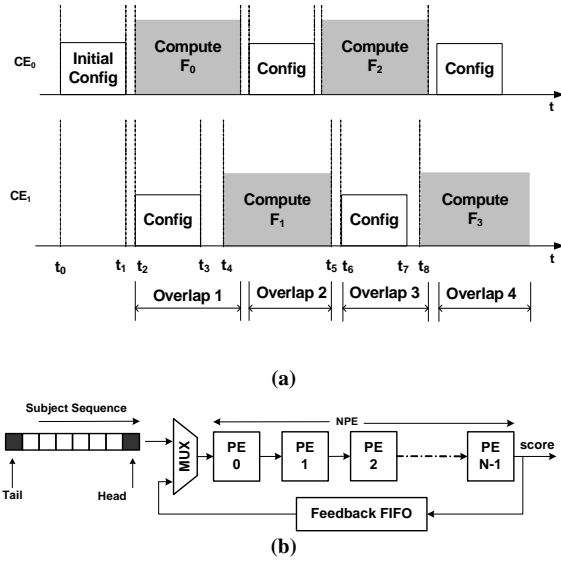 CE0
Initial
Config
Compute
F0
Config
Compute
F2
Config
t
CE1
Config
Compute
F1
Config
Compute
F3
t
t0 t1 t2 t3 t4 t5 t6 t7 t8
Overlap 1 Overlap 2 Overlap 3 Overlap 4
(a)
Subject Sequence
Tail
Head
MUX
NPE
PE
0
PE
1
PE
2
PE
N-1
score
Feedback FIFO
(b)